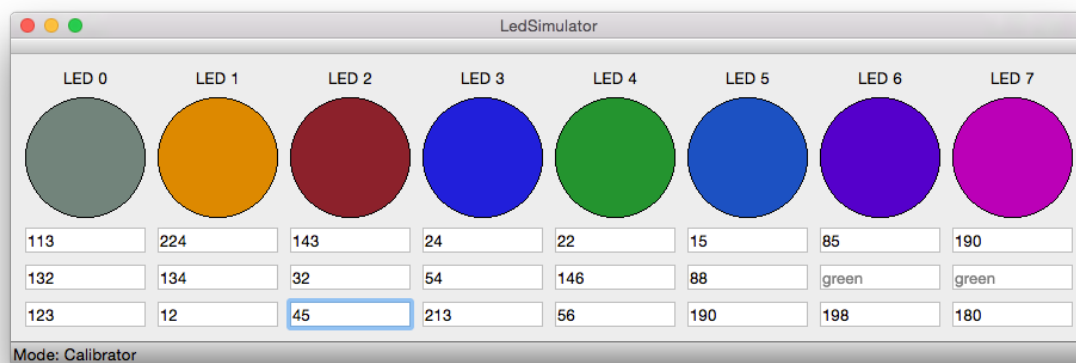 LedSimulator
LED 0 LED 1 LED 2 LED 3 LED 4 LED 5 LED 6 LED 7
113 224 143 24 22 15 85 190
132 134 32 54 146 88 green green
123 12 45 213 56 190 198 180
Mode: Calibrator